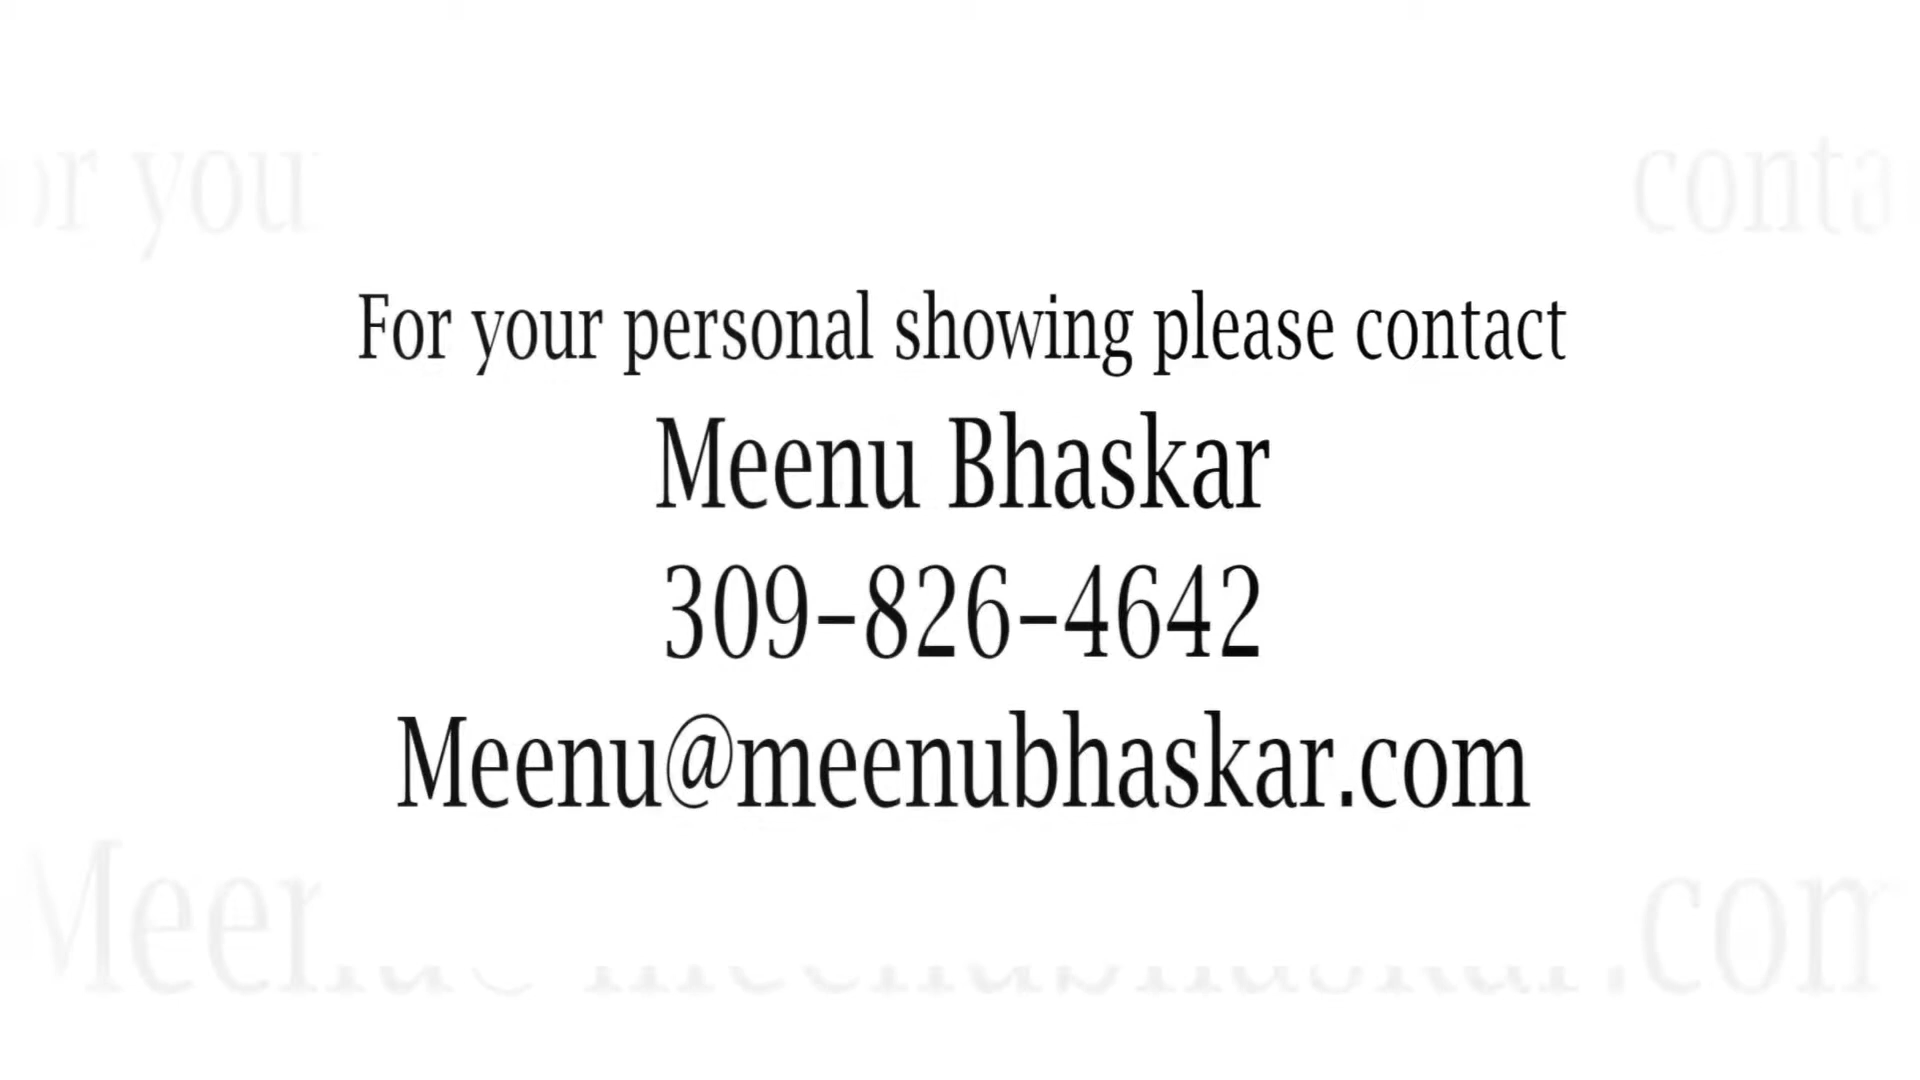 For your personal showing please contact
Meenu Bhaskar
309-826-4642
Meenu@meenubhaskar.com